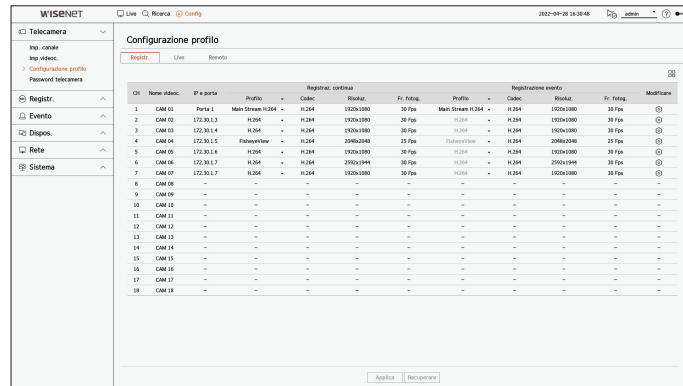 WISENET Live Ricerca Config 2022-04-28 16:30:48 admin
Telecamera
Imp. canale
Imp.videoc.
Configurazione profilo
Password telecamera
Registr.
Evento
Dispos.
Rete
Sistema
Configurazione profilo
Registr. Live Remoto
CH Nome videoc. IP e porta Registraz. continua Registrazione evento Modificare
Profilo Codec Risoluz. Fr. fotog. Profilo Codec Risoluz. Fr. fotog.
1 CAM 01 Porta 1 Main Stream H.264 H.264 1920x1080 30 Fps Main Stream H.264 H.264 1920x1080 30 Fps
2 CAM 02 172.30.1.3 H.264 H.264 1920x1080 30 Fps H.264 H.264 1920x1080 30 Fps
3 CAM 03 172.30.1.4 H.264 H.264 1920x1080 30 Fps H.264 H.264 1920x1080 30 Fps
4 CAM 04 172.30.1.5 FisheyeView H.264 2048x2048 25 Fps FisheyeView H.264 2048x2048 25 Fps
5 CAM 05 172.30.1.6 H.264 H.264 1920x1080 30 Fps H.264 H.264 1920x1080 30 Fps
6 CAM 06 172.30.1.7 H.264 H.264 2592x1944 30 Fps H.264 H.264 2592x1944 30 Fps
7 CAM 07 172.30.1.7 H.264 H.264 1920x1080 30 Fps H.264 H.264 1920x1080 30 Fps
8 CAM 08 – – – – – – – – – –
9 CAM 09 – – – – – – – – – –
10 CAM 10 – – – – – – – – – –
11 CAM 11 – – – – – – – – – –
12 CAM 12 – – – – – – – – – –
13 CAM 13 – – – – – – – – – –
14 CAM 14 – – – – – – – – – –
15 CAM 15 – – – – – – – – – –
16 CAM 16 – – – – – – – – – –
17 CAM 17 – – – – – – – – – –
18 CAM 18 – – – – – – – – – –
Applica Recuperare